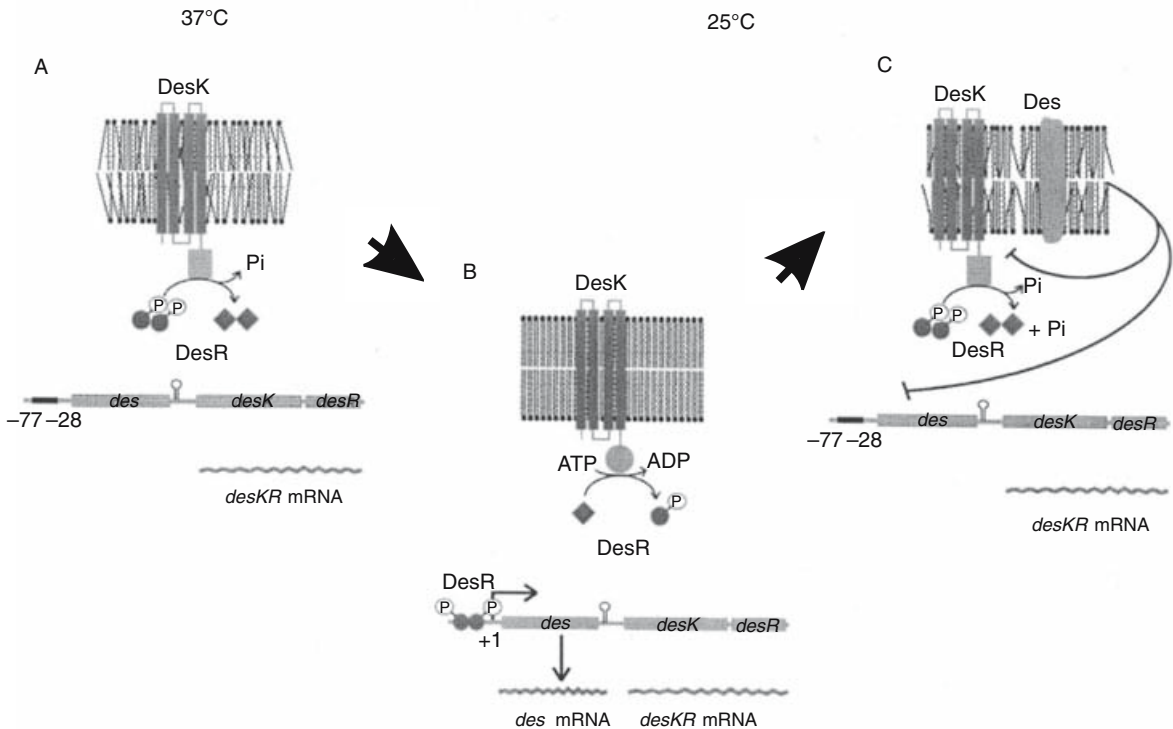 37°C
25°C
A
DesK
Pi
P
P
DesR
des
desK
desR
–77 –28
desKR mRNA
B
DesK
ATP
ADP
P
DesR
DesR
P
P
+1
des
desK
desR
des mRNA
desKR mRNA
C
DesK
Des
Pi
P
P
+ Pi
DesR
des
desK
desR
–77 –28
desKR mRNA